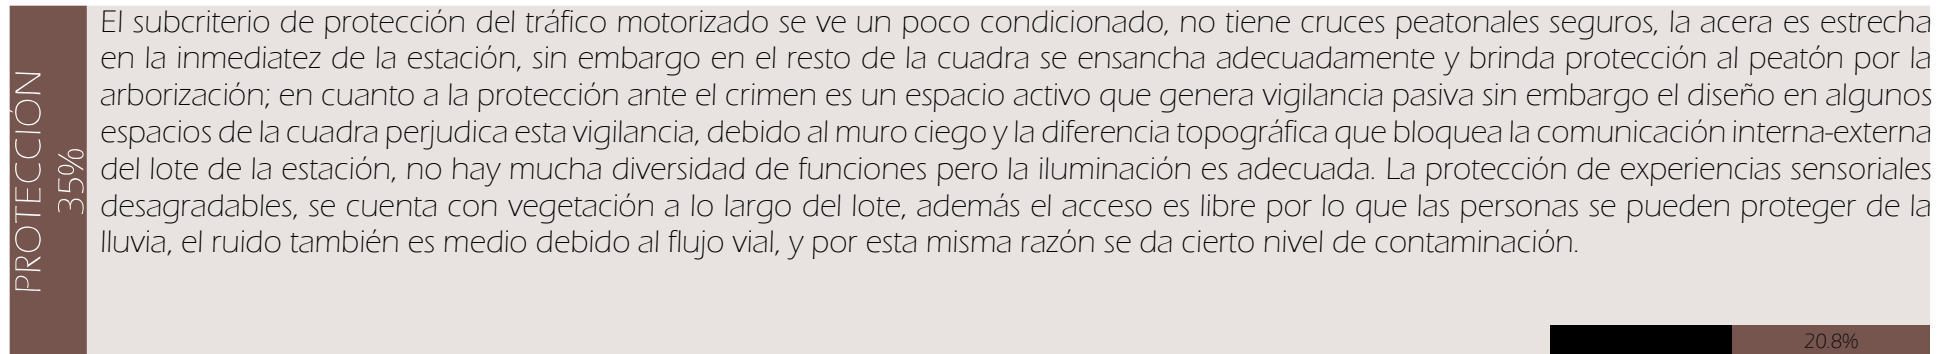 PROTECCIÓN
35%
El subcriterio de protección del tráfico motorizado se ve un poco condicionado, no tiene cruces peatonales seguros, la acera es estrecha
en la inmediatez de la estación, sin embargo en el resto de la cuadra se ensancha adecuadamente y brinda protección al peatón por la
arborización; en cuanto a la protección ante el crimen es un espacio activo que genera vigilancia pasiva sin embargo el diseño en algunos
espacios de la cuadra perjudica esta vigilancia, debido al muro ciego y la diferencia topográfica que bloquea la comunicación interna-externa
del lote de la estación, no hay mucha diversidad de funciones pero la iluminación es adecuada. La protección de experiencias sensoriales
desagradables, se cuenta con vegetación a lo largo del lote, además el acceso es libre por lo que las personas se pueden proteger de la
lluvia, el ruido también es medio debido al flujo vial, y por esta misma razón se da cierto nivel de contaminación.
20.8%